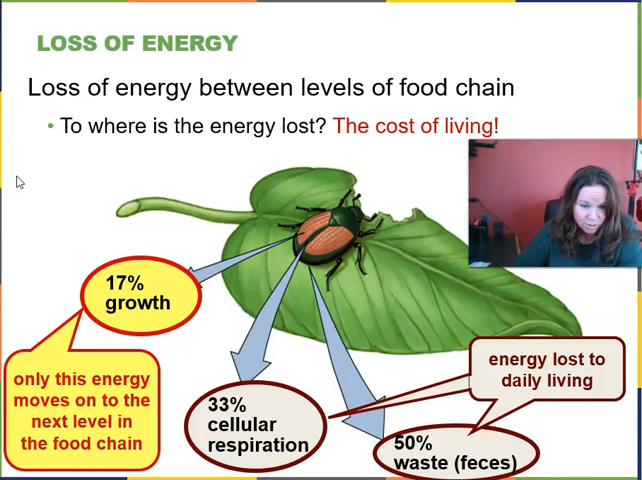 LOSS OF ENERGY
Loss of energy between levels of food chain
• To where is the energy lost? The cost of living!
17%
growth
only this energy
moves on to the
next level in
the food chain
33%
cellular
respiration
energy lost to
daily living
50%
waste (feces)